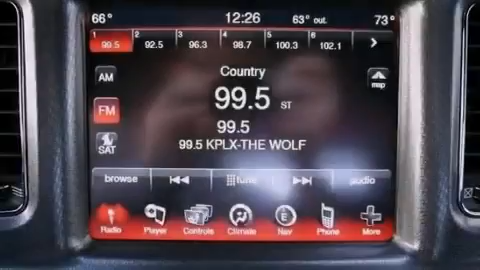 66° 12:26 63° out. 73°
1 2 3 4 5 6
99.5 92.5 96.3 98.7 100.3 102.1
Country
AM 99.5 ST map
FM 99.5
SAT 99.5 KPLX-THE WOLF
browse tune audio
Radio Player Controls Climate Nav Phone More